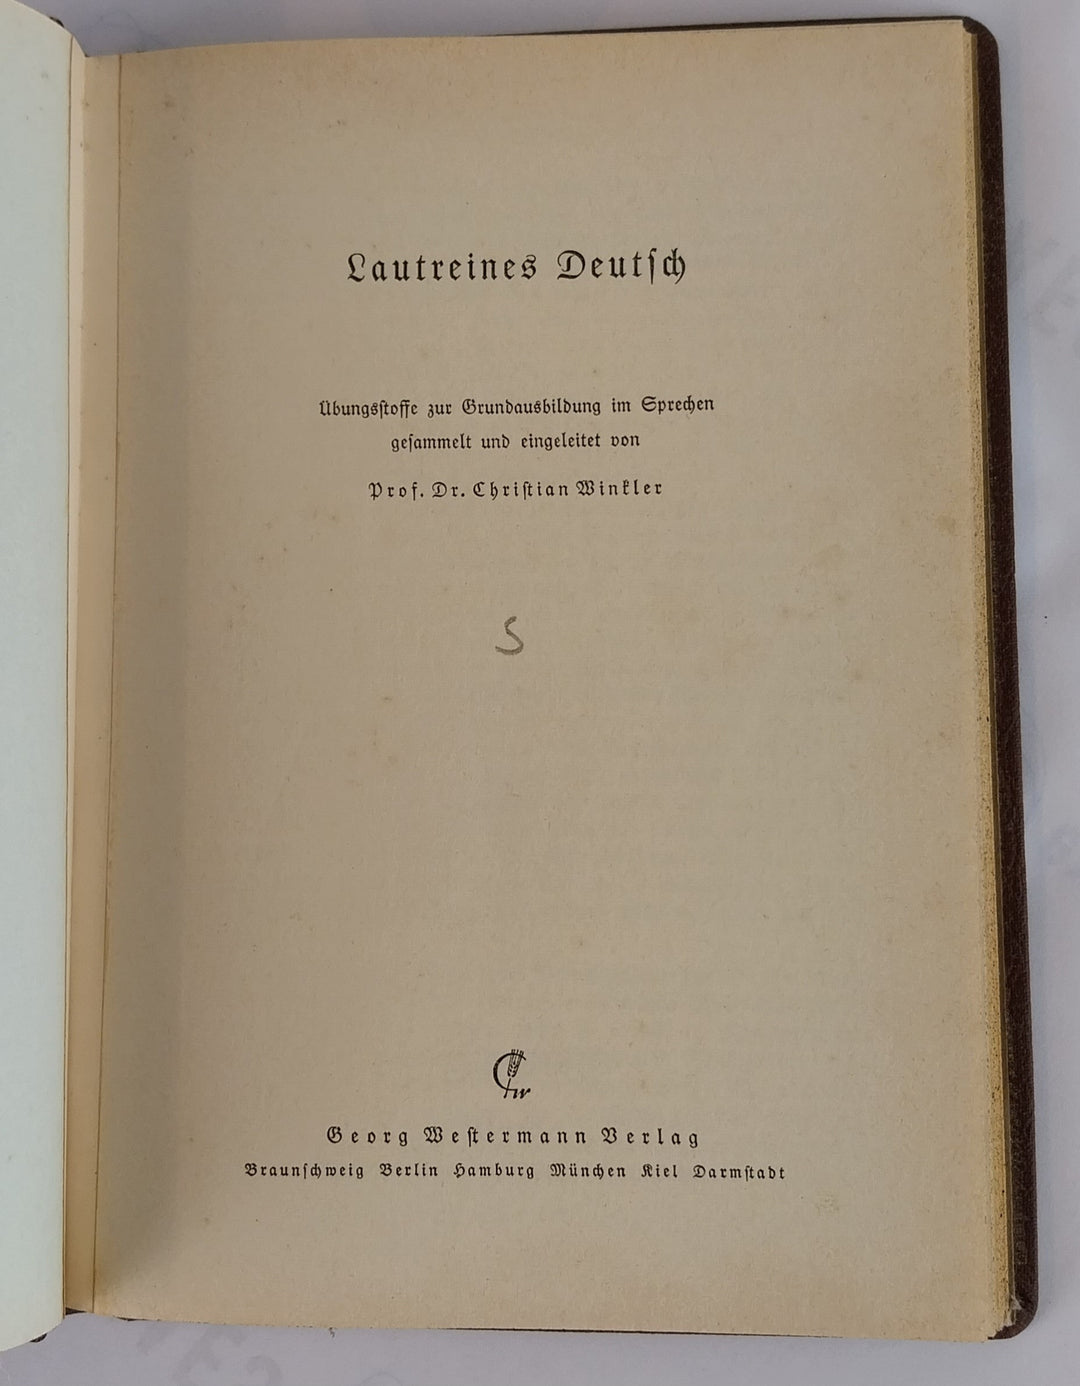 Lautreines Deutſch
Übungsſtoffe zur Grundausbildung im Sprechen
geſammelt und eingeleitet von
Prof. Dr. Chriſtian Winkler
S
Georg Weſtermann Verlag
Braunſchweig Berlin Hamburg München Kiel Darmſtadt